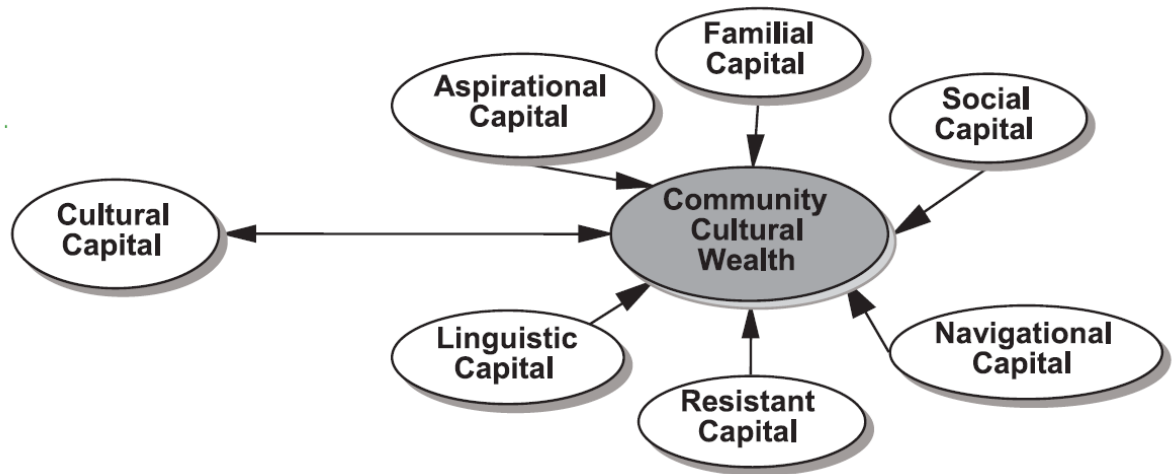 Familial
Capital
Aspirational
Capital
Social
Capital
Cultural
Capital
Community
Cultural
Wealth
Linguistic
Capital
Navigational
Capital
Resistant
Capital